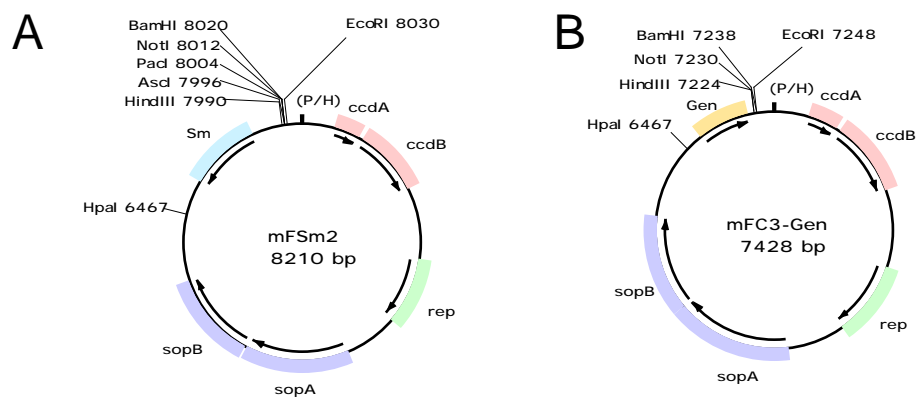 A
BamHI 8020
NotI 8012
PacI 8004
AscI 7996
HindIII 7990
EcoRI 8030
(P/H)
ccdA
ccdB
Sm
HpaI 6467
mFSm2
8210 bp
rep
sopB
sopA
B
BamHI 7238
NotI 7230
HindIII 7224
EcoRI 7248
(P/H)
ccdA
ccdB
Gen
HpaI 6467
mFC3-Gen
7428 bp
sopB
rep
sopA